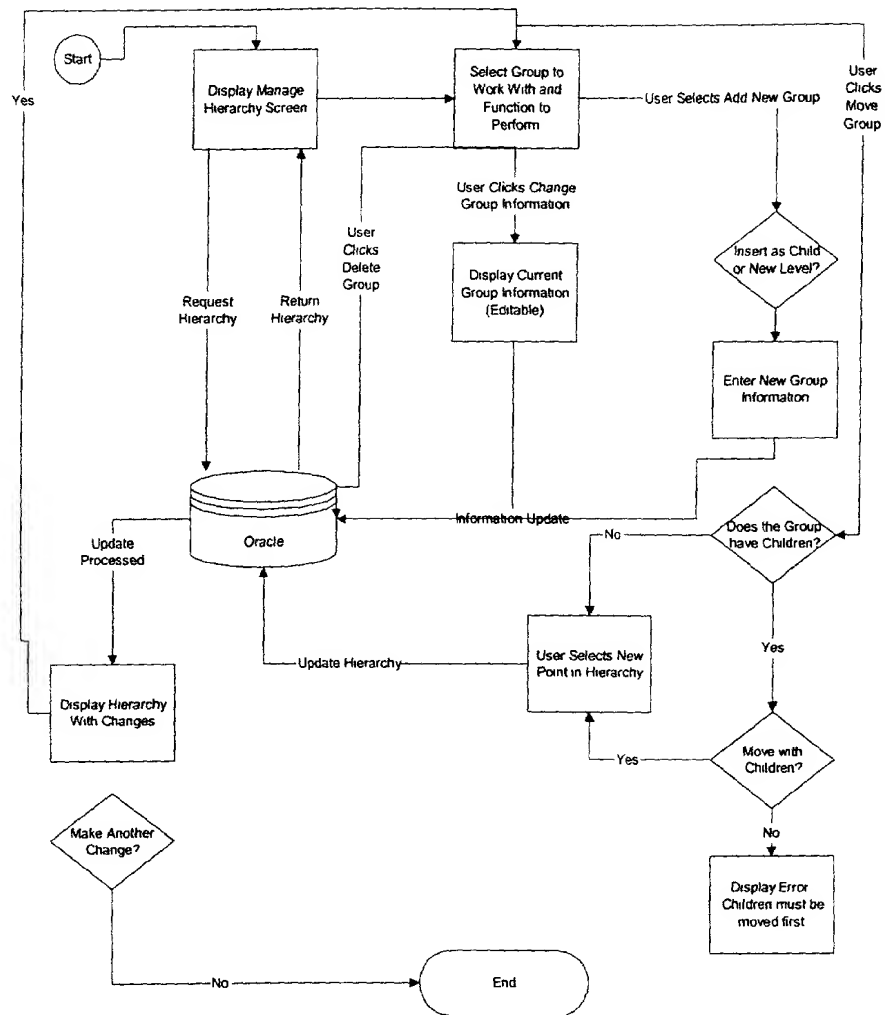 Start
Yes
Display Manage
Hierarchy Screen
Select Group to
Work With and
Function to
Perform
User Selects Add New Group
User
Clicks
Move
Group
User Clicks Change
Group Information
User
Clicks
Delete
Group
Insert as Child
or New Level?
Display Current
Group Information
(Editable)
Request
Hierarchy
Return
Hierarchy
Enter New Group
Information
Oracle
Information Update
Does the Group
have Children?
No
Update
Processed
Yes
User Selects New
Point in Hierarchy
Update Hierarchy
Display Hierarchy
With Changes
Move with
Children?
Yes
No
Make Another
Change?
Display Error
Children must be
moved first
No
End